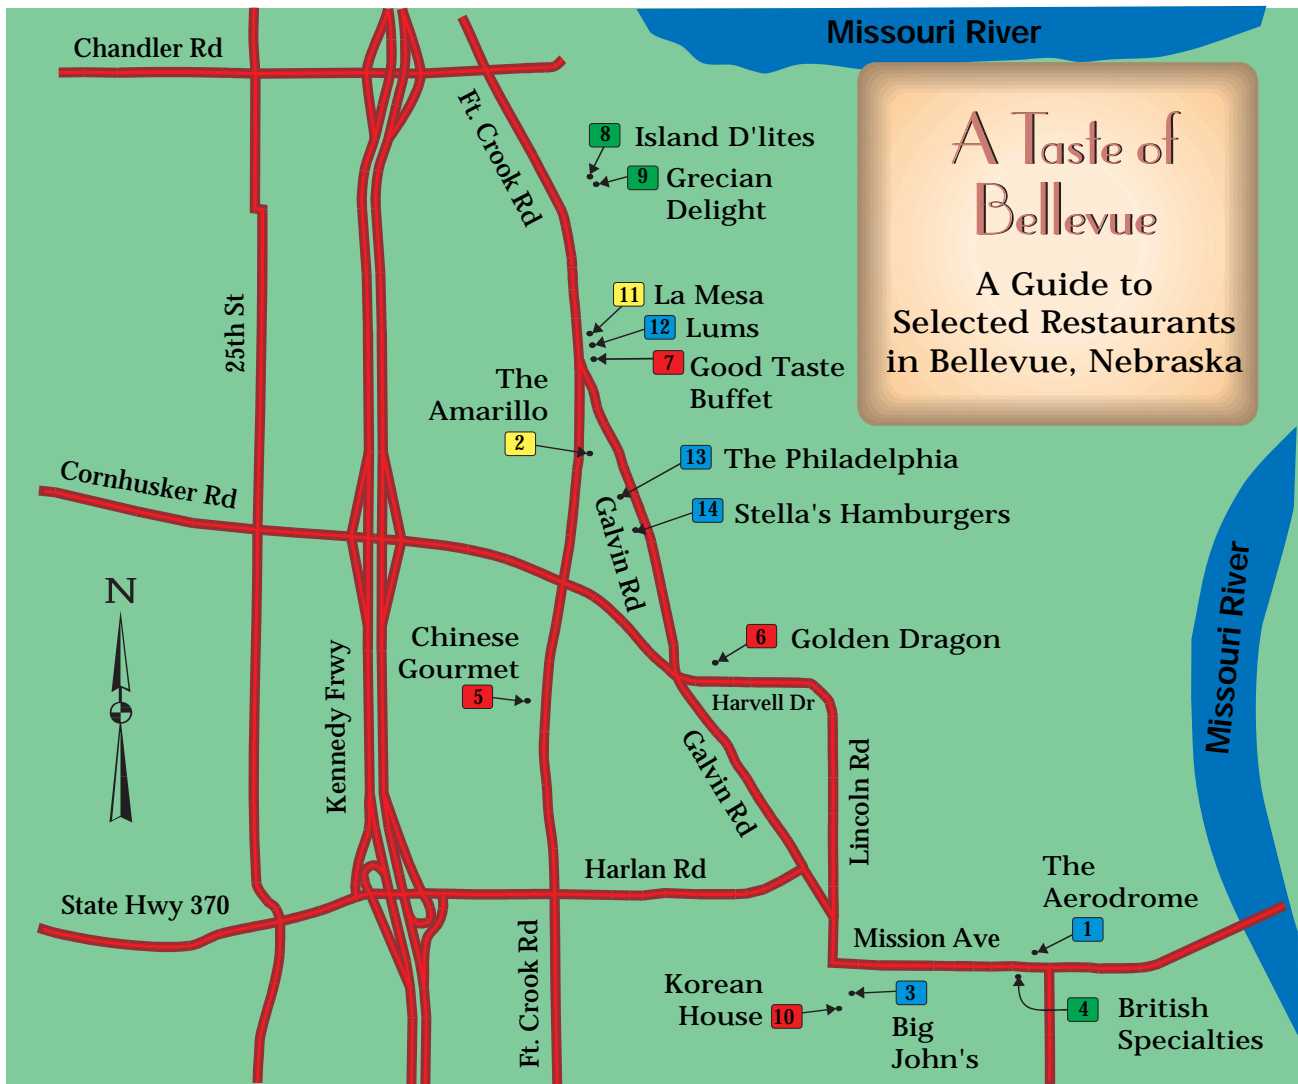 Missouri River
Chandler Rd
A Taste of
Bellevue
A Guide to
Selected Restaurants
in Bellevue, Nebraska
Ft. Crook Rd
8 Island D'lites
9 Grecian
Delight
25th St
11 La Mesa
12 Lums
7 Good Taste
Buffet
The
Amarillo
2
13 The Philadelphia
Cornhusker Rd
14 Stella's Hamburgers
Galvin Rd
Missouri River
N
Chinese
Gourmet
5
6 Golden Dragon
Harvell Dr
Kennedy Frwy
Galvin Rd
Lincoln Rd
Harlan Rd
The
Aerodrome
1
State Hwy 370
Ft. Crook Rd
Mission Ave
Korean
House 10
3
Big
John's
4 British
Specialties